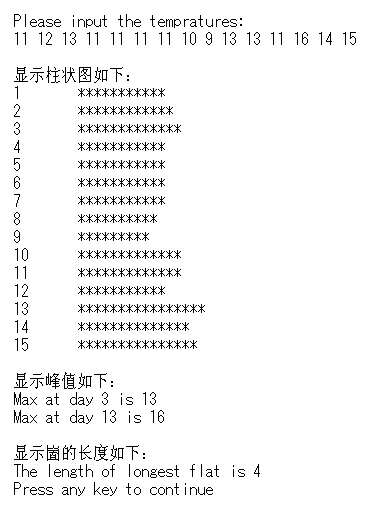 Please input the tempratures:
11 12 13 11 11 11 11 10 9 13 13 11 16 14 15
显示柱状图如下:
1 ***********
2 ************
3 *************
4 ***********
5 ***********
6 ***********
7 ***********
8 **********
9 *********
10 *************
11 *************
12 ***********
13 ****************
14 **************
15 ***************
显示峰值如下:
Max at day 3 is 13
Max at day 13 is 16
显示崮的长度如下:
The length of longest flat is 4
Press any key to continue